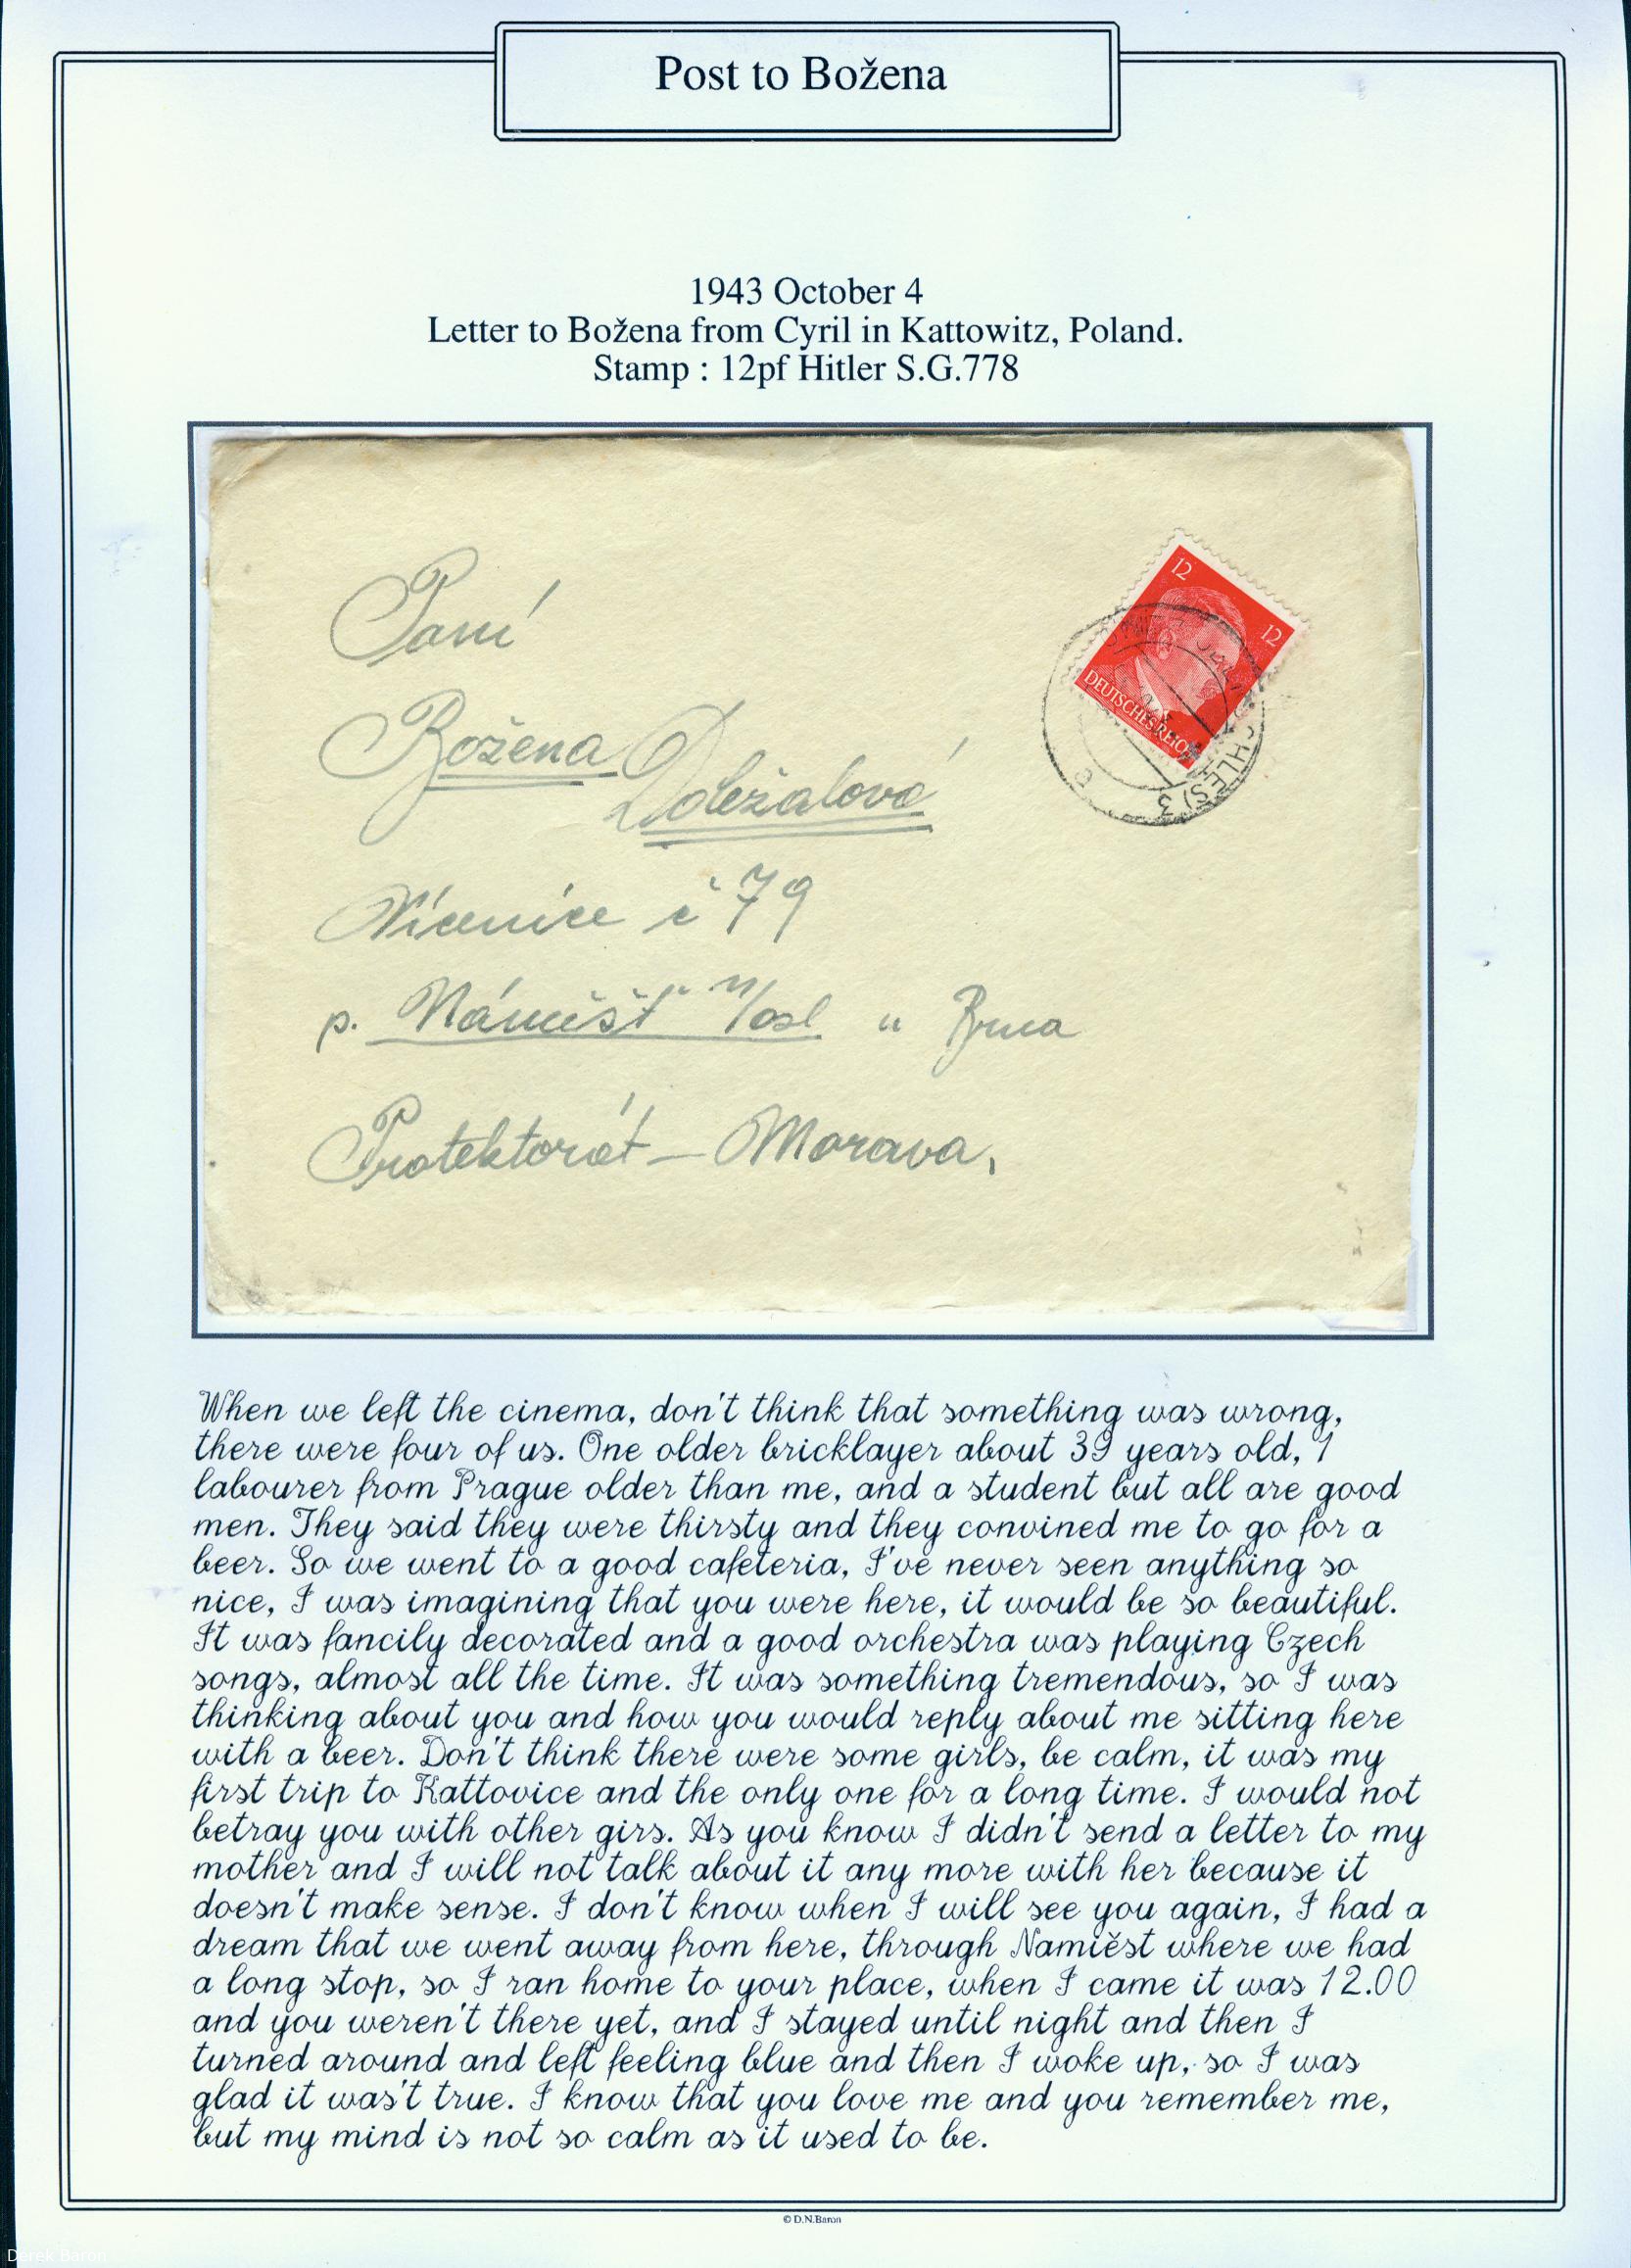 Post to Božena
1943 October 4
Letter to Božena from Cyril in Kattowitz, Poland.
Stamp : 12pf Hitler S.G.778
12
12
DEUTSCHES REICH
CHLES) 3
Paní
Božena Doležalová
Vícenice č 79
p. Náměšť n/osl u Brna
Protektorát – Morava,
When we left the cinema, don't think that something was wrong,
there were four of us. One older bricklayer about 39 years old, 1
labourer from Prague older than me, and a student but all are good
men. They said they were thirsty and they convined me to go for a
beer. So we went to a good cafeteria, I've never seen anything so
nice, I was imagining that you were here, it would be so beautiful.
It was fancily decorated and a good orchestra was playing Czech
songs, almost all the time. It was something tremendous, so I was
thinking about you and how you would reply about me sitting here
with a beer. Don't think there were some girls, be calm, it was my
first trip to Kattovice and the only one for a long time. I would not
betray you with other girs. As you know I didn't send a letter to my
mother and I will not talk about it any more with her because it
doesn't make sense. I don't know when I will see you again, I had a
dream that we went away from here, through Namiěst where we had
a long stop, so I ran home to your place, when I came it was 12.00
and you weren't there yet, and I stayed until night and then I
turned around and left feeling blue and then I woke up, so I was
glad it was't true. I know that you love me and you remember me,
but my mind is not so calm as it used to be.
© D.N.Baron
Derek Baron